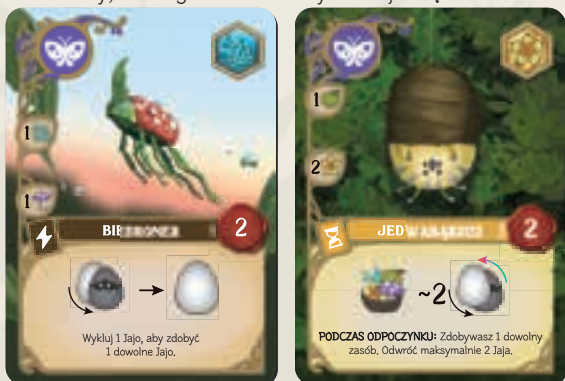 1
1
2
Wykluj 1 Jajo, aby zdobyć
1 dowolne Jajo.
1
2
2
~2
PODCZAS ODPOCZYNKU: Zdobywasz 1 dowolny
zasób. Odwróć maksymalnie 2 Jaja.